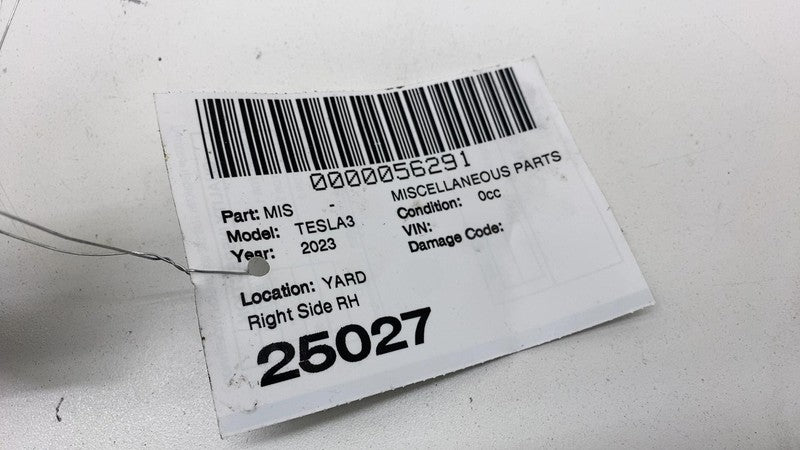 0000056291
Part: MIS - MISCELLANEOUS PARTS
Model: TESLA3 Condition: 0cc
Year: 2023 VIN:
Damage Code:
Location: YARD
Right Side RH
25027